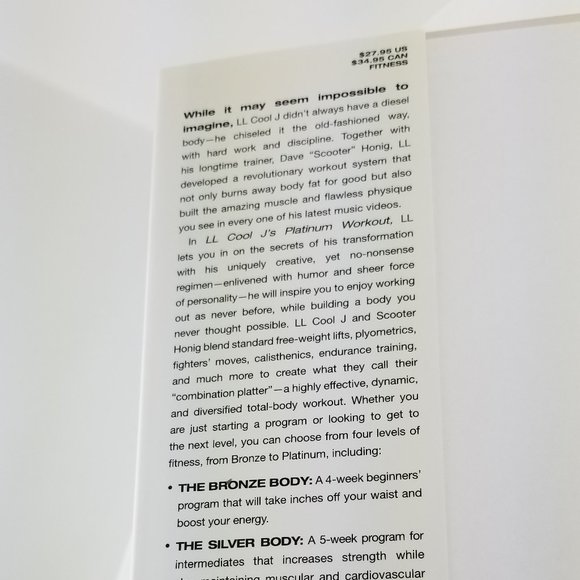 $27.95 US
$34.95 CAN
FITNESS
While it may seem impossible to
imagine, LL Cool J didn't always have a diesel
body—he chiseled it the old-fashioned way,
with hard work and discipline. Together with
his longtime trainer, Dave "Scooter" Honig, LL
developed a revolutionary workout system that
not only burns away body fat for good but also
built the amazing muscle and flawless physique
you see in every one of his latest music videos.
In LL Cool J's Platinum Workout, LL
lets you in on the secrets of his transformation
with his uniquely creative, yet no-nonsense
regimen—enlivened with humor and sheer force
of personality—he will inspire you to enjoy working
out as never before, while building a body you
never thought possible. LL Cool J and Scooter
Honig blend standard free-weight lifts, plyometrics,
fighters' moves, calisthenics, endurance training,
and much more to create what they call their
"combination platter"—a highly effective, dynamic,
and diversified total-body workout. Whether you
are just starting a program or looking to get to
the next level, you can choose from four levels of
fitness, from Bronze to Platinum, including:
• THE BRONZE BODY: A 4-week beginners'
program that will take inches off your waist and
boost your energy.
• THE SILVER BODY: A 5-week program for
intermediates that increases strength while
maintaining muscular and cardiovascular